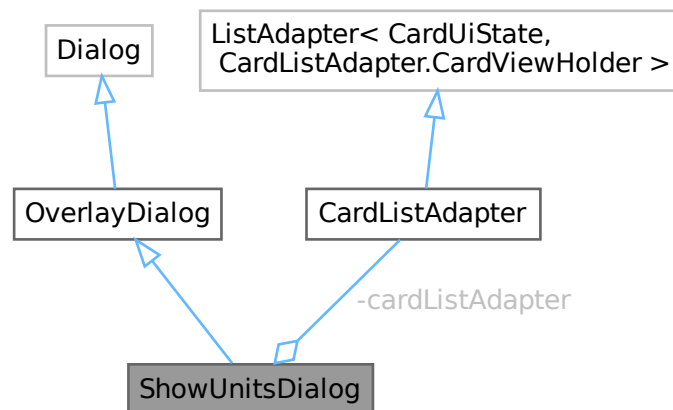 Dialog
ListAdapter< CardUiState,
CardListAdapter.CardViewHolder >
OverlayDialog
CardListAdapter
-cardListAdapter
ShowUnitsDialog